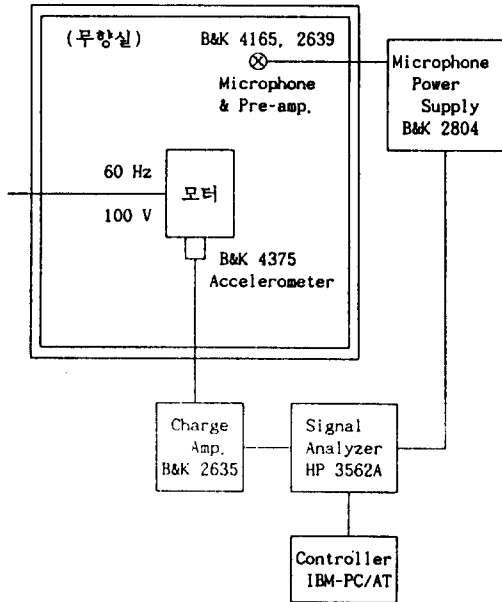 (무향실)
B&K 4165, 2639
Microphone
& Pre-amp.
Microphone
Power
Supply
B&K 2804
60 Hz
100 V
모터
B&K 4375
Accelerometer
Charge
Amp.
B&K 2635
Signal
Analyzer
HP 3562A
Controller
IBM-PC/AT